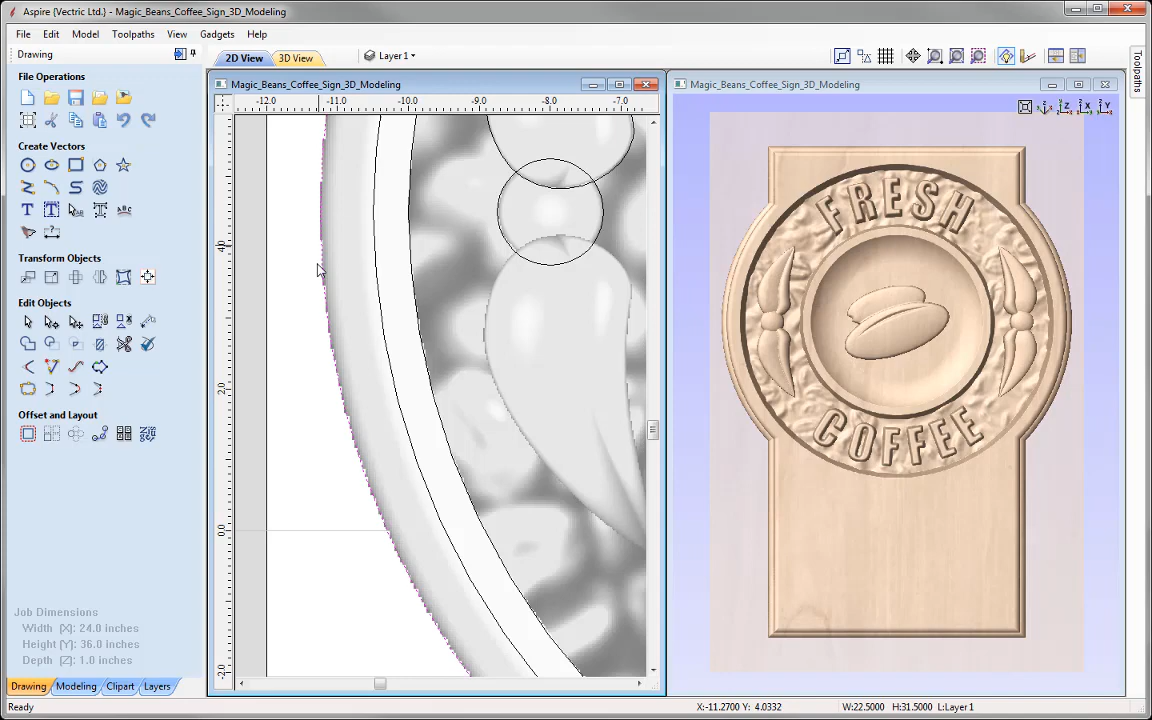 Aspire {Vectric Ltd.} - Magic_Beans_Coffee_Sign_3D_Modeling
File Edit Model Toolpaths View Gadgets Help
Drawing
2D View 3D View Layer 1
Toolpaths
File Operations
Create Vectors
Transform Objects
Edit Objects
Offset and Layout
Job Dimensions
Width (X): 24.0 inches
Height (Y): 36.0 inches
Depth (Z): 1.0 inches
Drawing Modeling Clipart Layers
Magic_Beans_Coffee_Sign_3D_Modeling
-12.0 -11.0 -10.0 -9.0 -8.0 -7.0
4.0
2.0
0.0
-2.0
Magic_Beans_Coffee_Sign_3D_Modeling
FRESH
COFFEE
Ready
X:-11.2700 Y: 4.0332
W:22.5000 H:31.5000 L:Layer 1